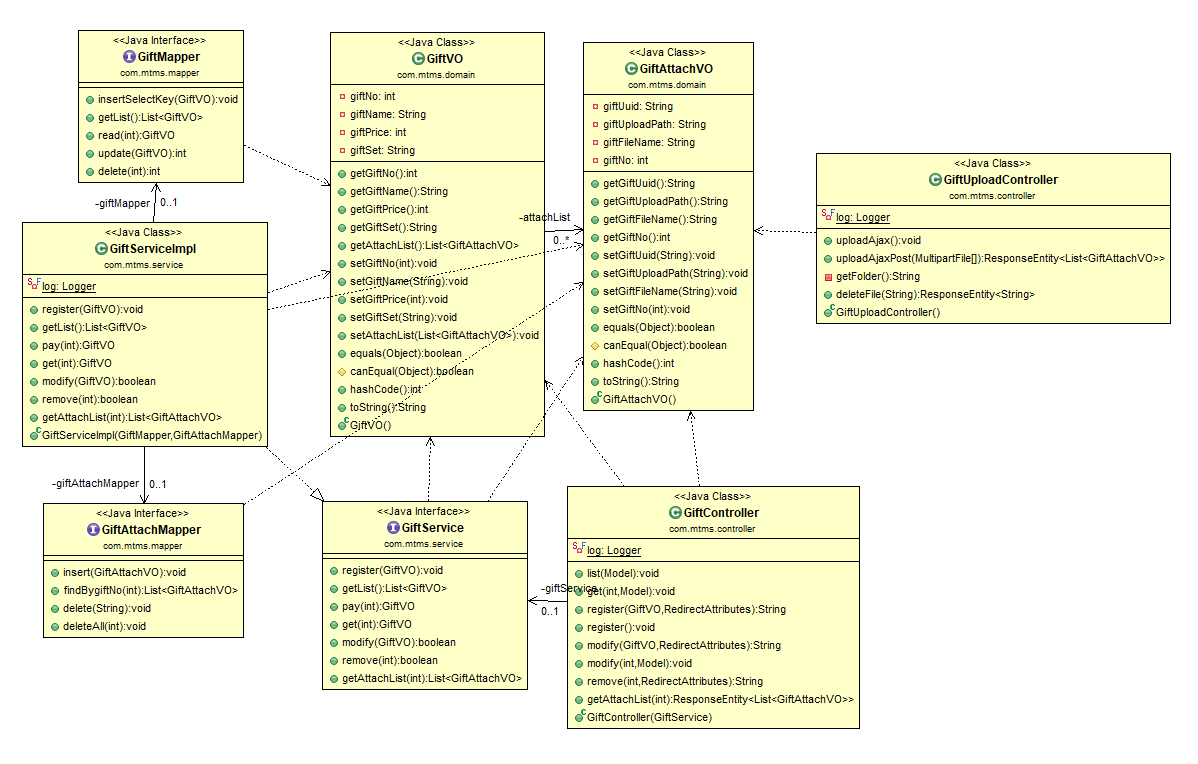 <<Java Interface>>
GiftMapper
com.mtms.mapper
insertSelectKey(GiftVO):void
getList():List<GiftVO>
read(int):GiftVO
update(GiftVO):int
delete(int):int
-giftMapper
0..1
<<Java Class>>
GiftServiceImpl
com.mtms.service
log: Logger
register(GiftVO):void
getList():List<GiftVO>
pay(int):GiftVO
get(int):GiftVO
modify(GiftVO):boolean
remove(int):boolean
getAttachList(int):List<GiftAttachVO>
GiftServiceImpl(GiftMapper,GiftAttachMapper)
-giftAttachMapper
0..1
<<Java Interface>>
GiftAttachMapper
com.mtms.mapper
insert(GiftAttachVO):void
findBygiftNo(int):List<GiftAttachVO>
delete(String):void
deleteAll(int):void
<<Java Class>>
GiftVO
com.mtms.domain
giftNo: int
giftName: String
giftPrice: int
giftSet: String
getGiftNo():int
getGiftName():String
getGiftPrice():int
getGiftSet():String
getAttachList():List<GiftAttachVO>
setGiftNo(int):void
setGiftName(String):void
setGiftPrice(int):void
setGiftSet(String):void
setAttachList(List<GiftAttachVO>):void
equals(Object):boolean
canEqual(Object):boolean
hashCode():int
toString():String
GiftVO()
-attachList
0..*
<<Java Class>>
GiftAttachVO
com.mtms.domain
giftUuid: String
giftUploadPath: String
giftFileName: String
giftNo: int
getGiftUuid():String
getGiftUploadPath():String
getGiftFileName():String
getGiftNo():int
setGiftUuid(String):void
setGiftUploadPath(String):void
setGiftFileName(String):void
setGiftNo(int):void
equals(Object):boolean
canEqual(Object):boolean
hashCode():int
toString():String
GiftAttachVO()
<<Java Class>>
GiftUploadController
com.mtms.controller
log: Logger
uploadAjax():void
uploadAjaxPost(MultipartFile[]):ResponseEntity<List<GiftAttachVO>>
getFolder():String
deleteFile(String):ResponseEntity<String>
GiftUploadController()
<<Java Interface>>
GiftService
com.mtms.service
register(GiftVO):void
getList():List<GiftVO>
pay(int):GiftVO
get(int):GiftVO
modify(GiftVO):boolean
remove(int):boolean
getAttachList(int):List<GiftAttachVO>
-giftService
0..1
<<Java Class>>
GiftController
com.mtms.controller
log: Logger
list(Model):void
get(int,Model):void
register(GiftVO,RedirectAttributes):String
register():void
modify(GiftVO,RedirectAttributes):String
modify(int,Model):void
remove(int,RedirectAttributes):String
getAttachList(int):ResponseEntity<List<GiftAttachVO>>
GiftController(GiftService)